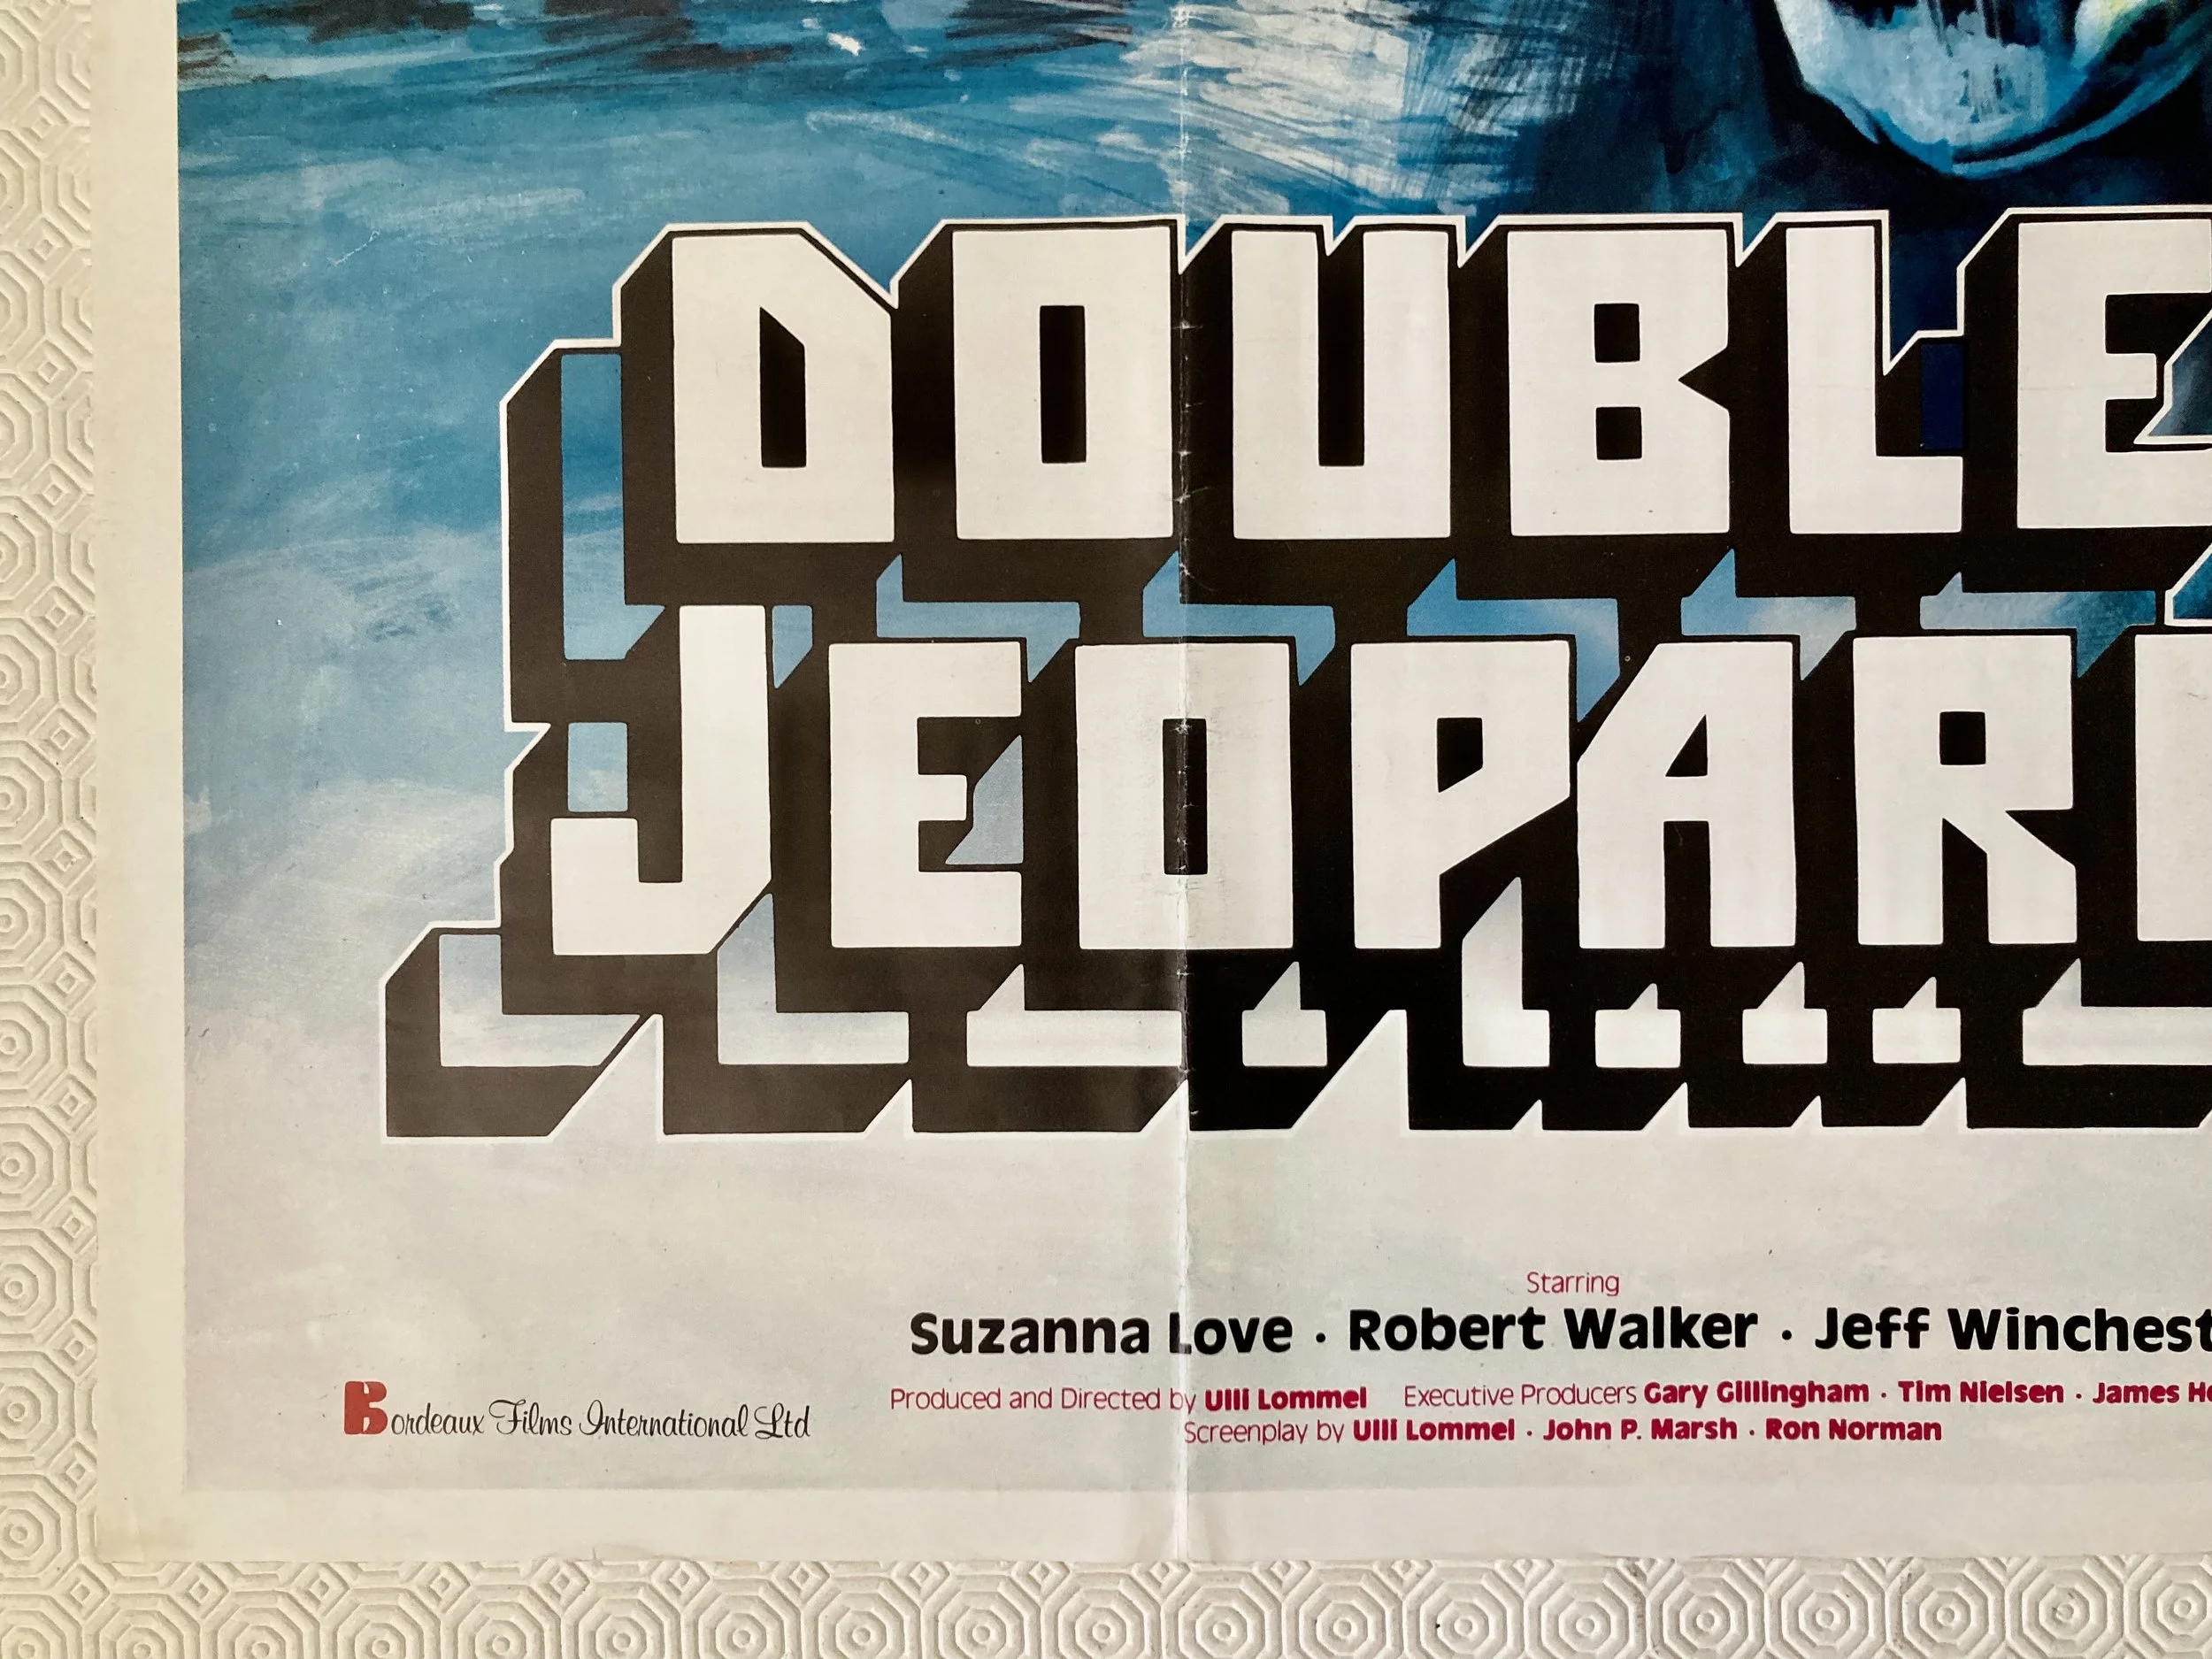 DOUBLE
JEOPAR
Starring
Suzanna Love · Robert Walker · Jeff Winchest
Bordeaux Films International Ltd
Produced and Directed by Ulli Lommel Executive Producers Gary Gillingham · Tim Nielsen · James
Screenplay by Ulli Lommel · John P. Marsh · Ron Norman